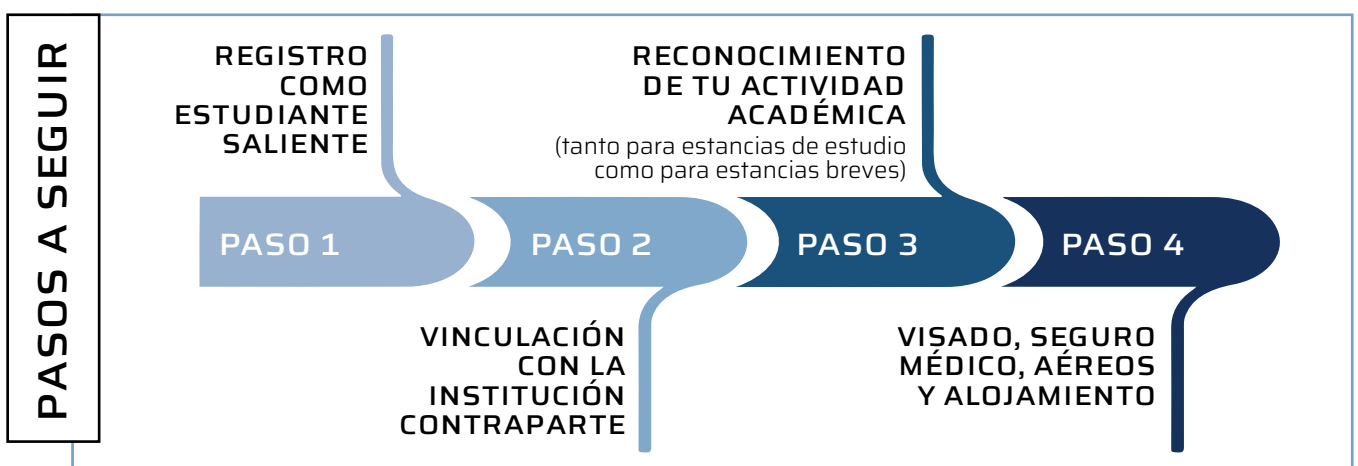 PASOS A SEGUIR
REGISTRO
COMO
ESTUDIANTE
SALIENTE
RECONOCIMIENTO
DE TU ACTIVIDAD
ACADÉMICA
(tanto para estancias de estudio
como para estancias breves)
PASO 1
PASO 2
PASO 3
PASO 4
VINCULACIÓN
CON LA
INSTITUCIÓN
CONTRAPARTE
VISADO, SEGURO
MÉDICO, AÉREOS
Y ALOJAMIENTO